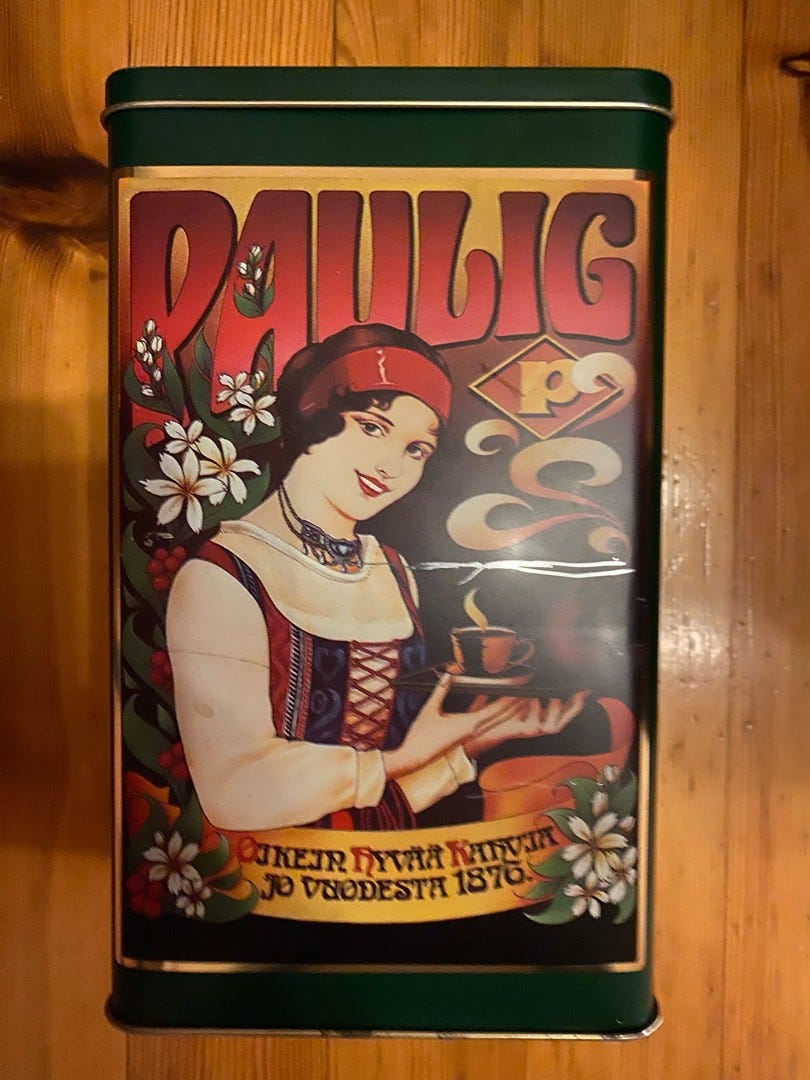 PAULIG
P
OIKEIN HYVÄÄ KAHVIA
JO VUODESTA 1876.